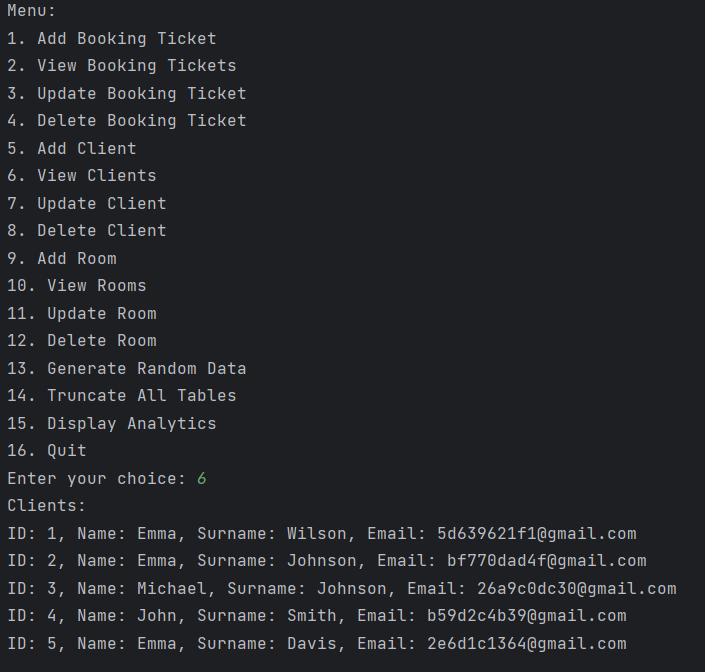 Menu:
1. Add Booking Ticket
2. View Booking Tickets
3. Update Booking Ticket
4. Delete Booking Ticket
5. Add Client
6. View Clients
7. Update Client
8. Delete Client
9. Add Room
10. View Rooms
11. Update Room
12. Delete Room
13. Generate Random Data
14. Truncate All Tables
15. Display Analytics
16. Quit
Enter your choice: 6
Clients:
ID: 1, Name: Emma, Surname: Wilson, Email: 5d639621f1@gmail.com
ID: 2, Name: Emma, Surname: Johnson, Email: bf770dad4f@gmail.com
ID: 3, Name: Michael, Surname: Johnson, Email: 26a9c0dc30@gmail.com
ID: 4, Name: John, Surname: Smith, Email: b59d2c4b39@gmail.com
ID: 5, Name: Emma, Surname: Davis, Email: 2e6d1c1364@gmail.com